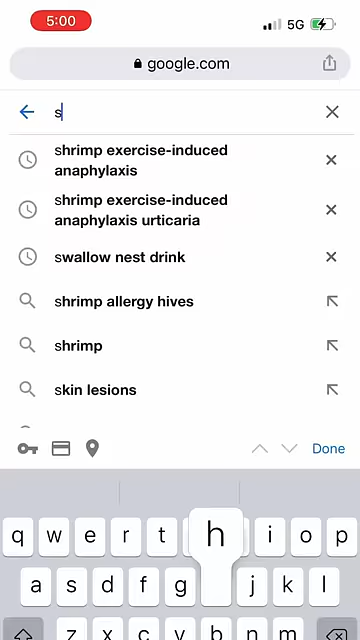 5:00
5G
google.com
s
shrimp exercise-induced
anaphylaxis
shrimp exercise-induced
anaphylaxis urticaria
swallow nest drink
shrimp allergy hives
shrimp
skin lesions
Done
q w e r t h i o p
a s d f g j k l
z x c v b n m